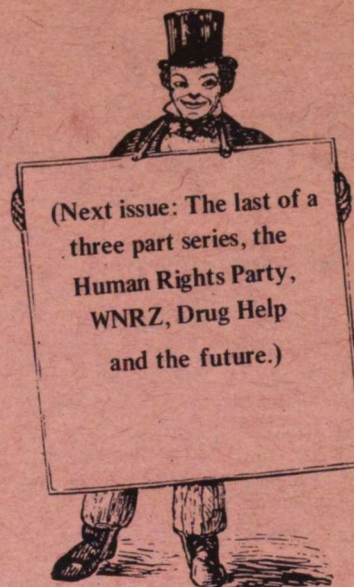 (Next issue: The last of a
three part series, the
Human Rights Party,
WNRZ, Drug Help
and the future.)